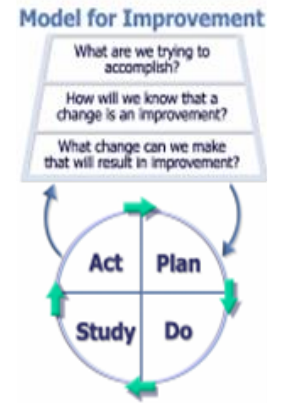 Model for Improvement
What are we trying to
accomplish?
How will we know that a
change is an improvement?
What change can we make
that will result in improvement?
Act
Plan
Study
Do